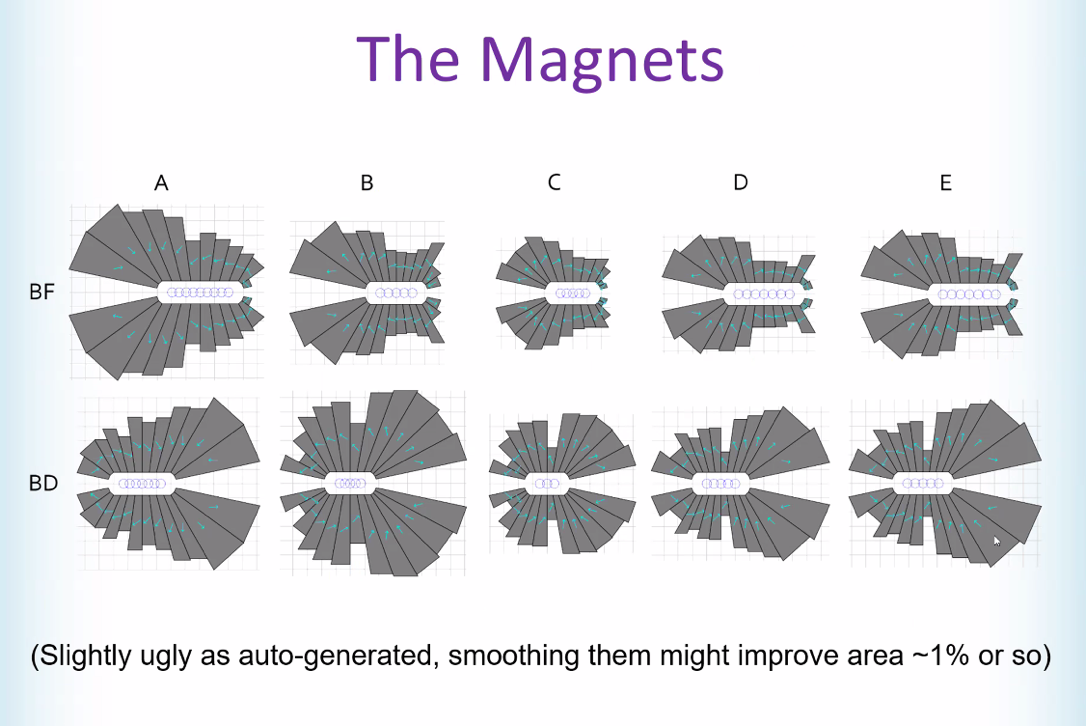 The Magnets
A B C D E
BF
BD
(Slightly ugly as auto-generated, smoothing them might improve area ~1% or so)